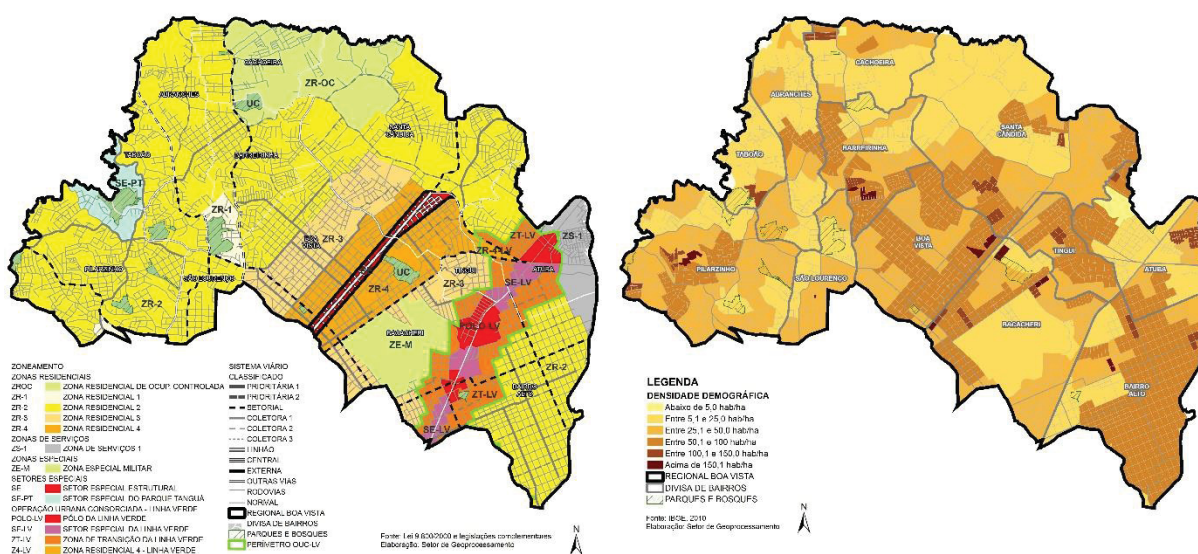 CACHOEIRA
ZR-OC
ABRANCHES
UC
SANTA
CÂNDIDA
TABOÃO
BARREIRINHA
SE-PT
ZR-1
BOA
VISTA
ZR-3
ZT-LV
ZS-1
ZR-4-LV
UC
TINGUI
ATUBA
PILARZINHO
SÃO LOURENÇO
ZR-4
ZR-3
SE-LV
ZR-2
BACACHERI
POLO-LV
ZE-M
ZR-2
BAIRRO
ALTO
ZT-LV
SE-LV
ZONEAMENTO
ZONAS RESIDENCIAIS
ZROC ZONA RESIDENCIAL DE OCUP. CONTROLADA
ZR-1 ZONA RESIDENCIAL 1
ZR-2 ZONA RESIDENCIAL 2
ZR-3 ZONA RESIDENCIAL 3
ZR-4 ZONA RESIDENCIAL 4
ZONAS DE SERVIÇOS
ZS-1 ZONA DE SERVIÇOS 1
ZONAS ESPECIAIS
ZE-M ZONA ESPECIAL MILITAR
SETORES ESPECIAIS
SE SETOR ESPECIAL ESTRUTURAL
SE-PT SETOR ESPECIAL DO PARQUE TANGUÁ
OPERAÇÃO URBANA CONSORCIADA - LINHA VERDE
POLO-LV PÓLO DA LINHA VERDE
SE-LV SETOR ESPECIAL DA LINHA VERDE
ZT-LV ZONA DE TRANSIÇÃO DA LINHA VERDE
Z4-LV ZONA RESIDENCIAL 4 - LINHA VERDE
SISTEMA VIÁRIO
CLASSIFICADO
PRIORITÁRIA 1
PRIORITÁRIA 2
SETORIAL
COLETORA 1
COLETORA 2
COLETORA 3
LINHÃO
CENTRAL
EXTERNA
OUTRAS VIAS
RODOVIAS
NORMAL
REGIONAL BOA VISTA
DIVISA DE BAIRROS
PARQUES E BOSQUES
PERÍVETRO OUC-LV
Fonte: Lei 9.800/2000 e legislações complementares
Elaboração: Setor de Geoprocessamento
N
CACHOEIRA
ABRANCHES
SANTA
CÂNDIDA
BARREIRINHA
TABOÃO
BOA
VISTA
TINGUI
PILARZINHO
SÃO LOURENÇO
ATUBA
BACACHERI
BAIRRO
ALTO
LEGENDA
DENSIDADE DEMOGRÁFICA
Abaixo de 5,0 hab/ha
Entre 5,1 e 25,0 hab/ha
Entre 25,1 e 50,0 hab/ha
Entre 50,1 e 100 hab/ha
Entre 100,1 e 150,0 hab/ha
Acima de 150,1 hab/ha
REGIONAL BOA VISTA
DIVISA DE BAIRROS
PARQUES E BOSQUES
Fonte: IBGE, 2010
Elaboração: Setor de Geoprocessamento
N